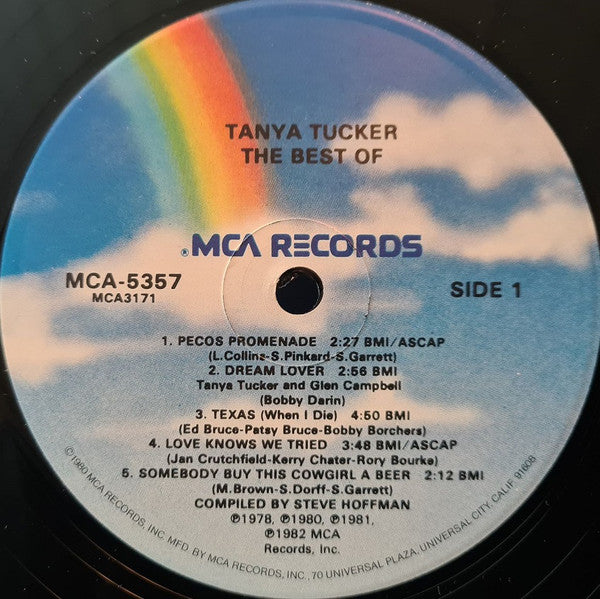 TANYA TUCKER
THE BEST OF
®MCA RECORDS
MCA-5357
MCA3171
SIDE 1
1. PECOS PROMENADE 2:27 BMI/ASCAP
(L.Collins-S.Pinkard-S.Garrett)
2. DREAM LOVER 2:56 BMI
Tanya Tucker and Glen Campbell
(Bobby Darin)
3. TEXAS (When I Die) 4:50 BMI
(Ed Bruce-Patsy Bruce-Bobby Borchers)
4. LOVE KNOWS WE TRIED 3:48 BMI/ASCAP
(Jan Crutchfield-Kerry Chater-Rory Bourke)
5. SOMEBODY BUY THIS COWGIRL A BEER 2:12 BMI
(M.Brown-S.Dorff-S.Garrett)
COMPILED BY STEVE HOFFMAN
℗1978, ℗1980, ℗1981,
℗1982 MCA
Records, Inc.
©1980 MCA RECORDS, INC. MFD. BY MCA RECORDS, INC., 70 UNIVERSAL PLAZA, UNIVERSAL CITY, CALIF. 91608